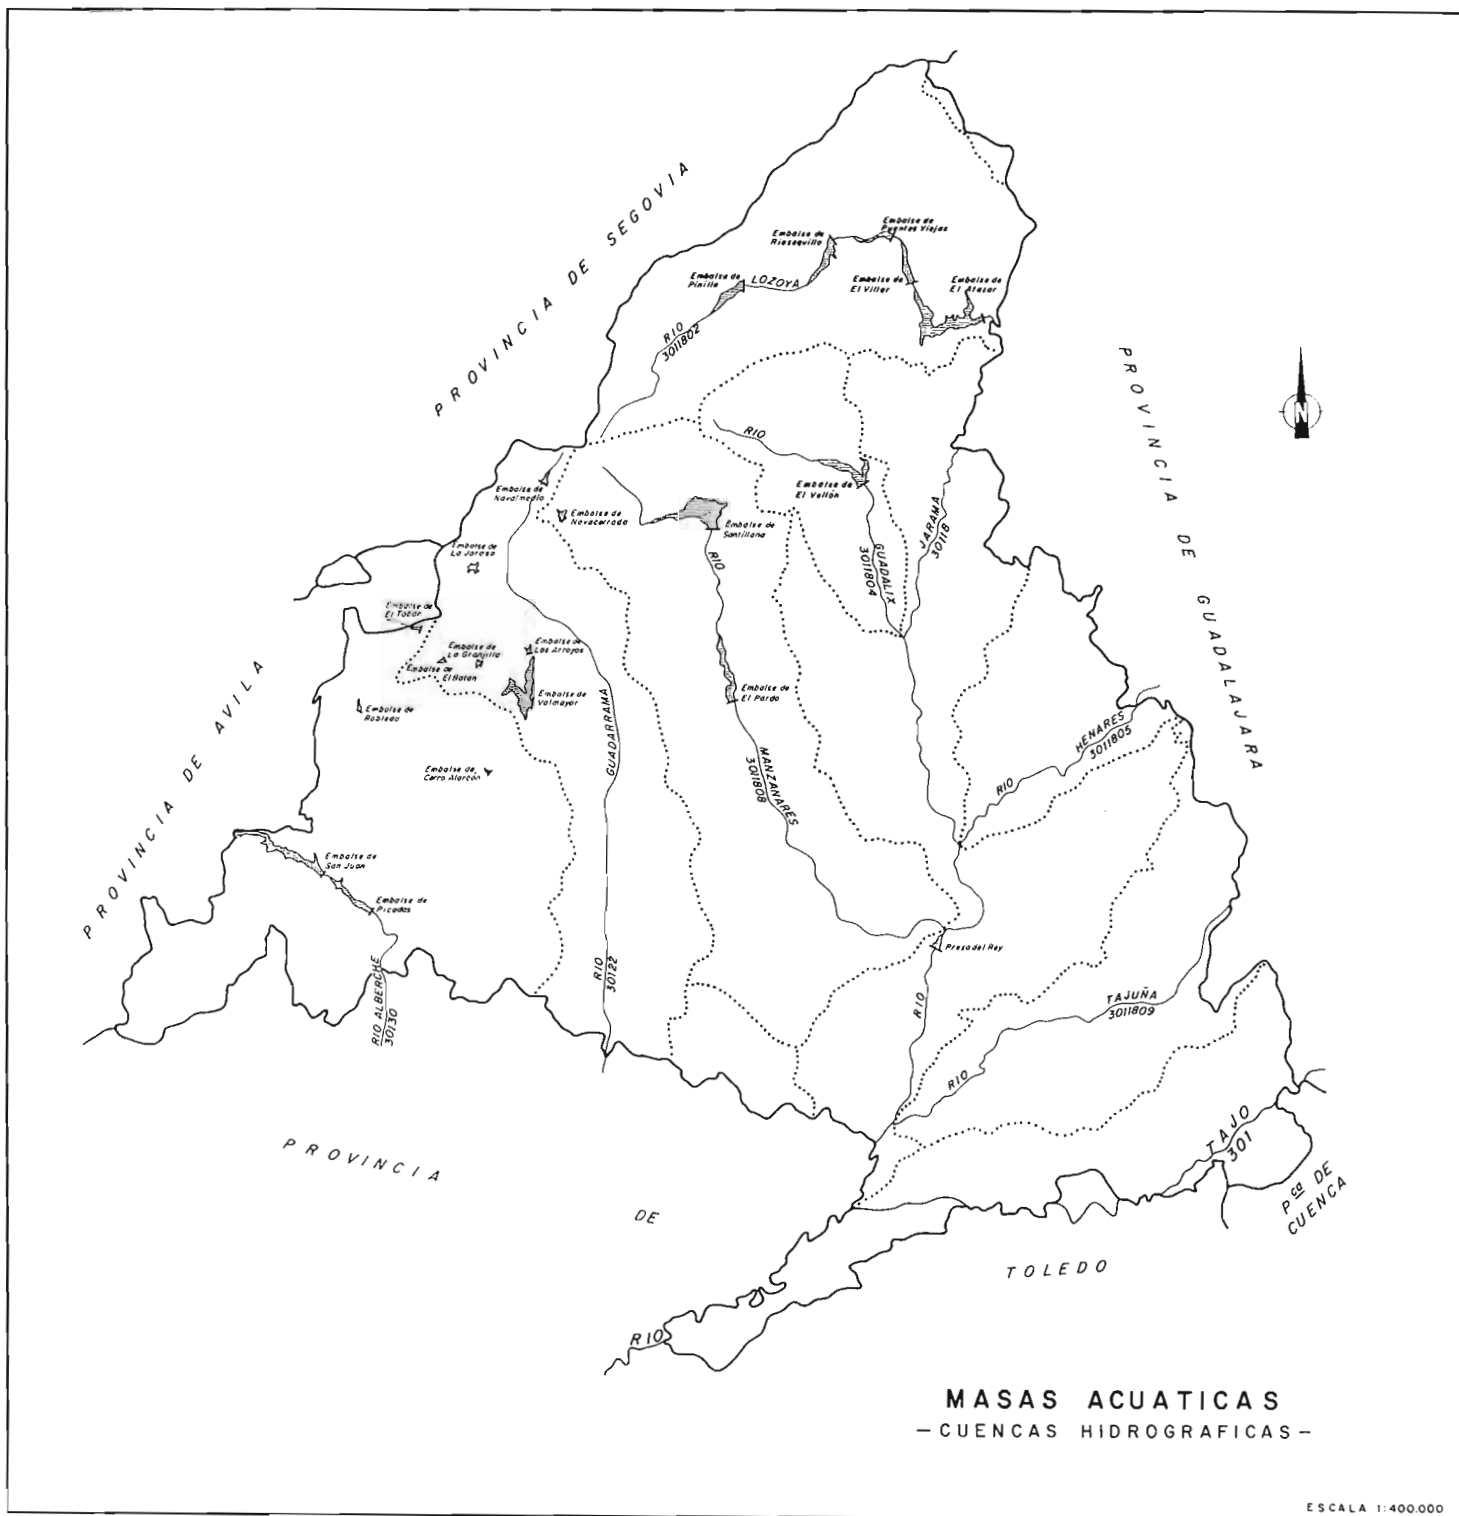 PROVINCIA DE SEGOVIA
Embalse de
Puentes Viejas
Embalse de
Riosequillo
Embalse de
Pinilla
LOZOYA
Embalse de
El Villar
Embalse de
El Atazar
RIO
3011802
PROVINCIA DE GUADALAJARA
N
RIO
Embalse de
El Vellón
Embalse de
Navalmedio
Embalse de
Navacerrada
Embalse de
Santillana
JARAMA
30118
GUADALIX
3011804
RIO
Embalse de
La Jarosa
Embalse de
El Tobar
Embalse de
La Granjilla
Embalse de
Los Arroyos
Embalse de
El Batan
Embalse de
Valmayor
Embalse de
Robledo
Embalse de
El Pardo
PROVINCIA DE AVILA
GUADARRAMA
MANZANARES
3011808
HENARES
3011805
RIO
Embalse de
Cerro Alarcón
Embalse de
San Juan
Embalse de
Picadas
Presa del Rey
RIO
30122
RIO ALBERCHE
30130
RIO
TAJUÑA
3011809
RIO
TAJO
301
Pca DE
CUENCA
PROVINCIA
DE
TOLEDO
RIO
MASAS ACUATICAS
— CUENCAS HIDROGRAFICAS —
ESCALA 1:400.000